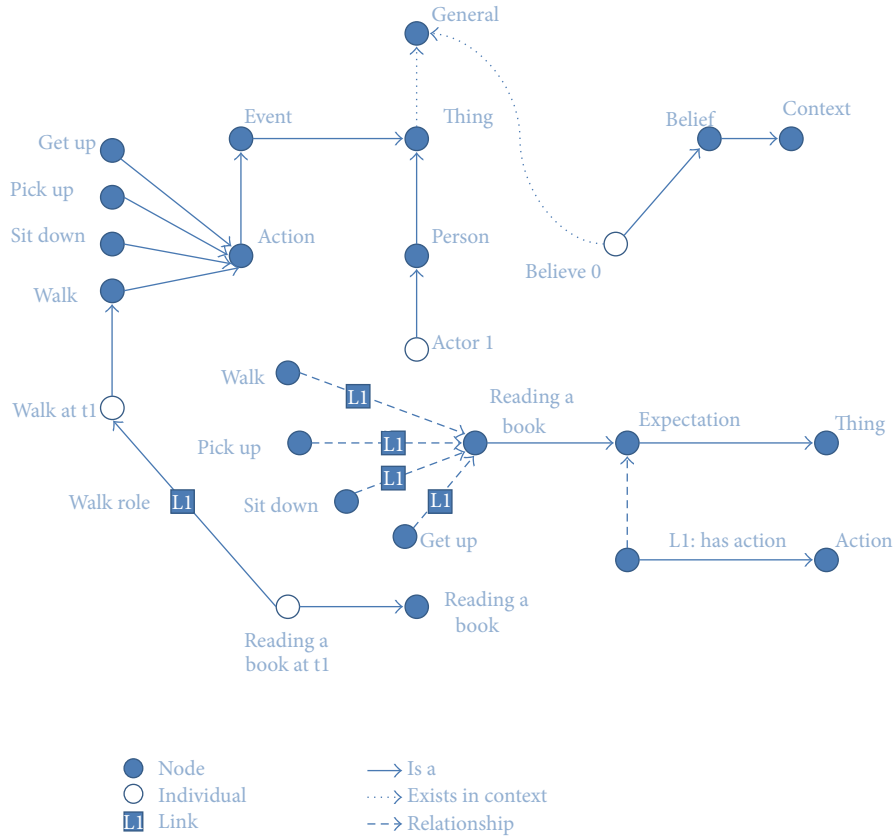 General
Event
Thing
Belief
Context
Get up
Pick up
Sit down
Action
Person
Walk
Believe 0
Actor 1
Walk
Reading a
book
Expectation
Thing
Walk at t1
L1
Pick up
L1
L1
Sit down
L1
Get up
Walk role
L1
L1: has action
Action
Reading a
book at t1
Reading a
book
Node
Individual
L1 Link
Is a
Exists in context
Relationship